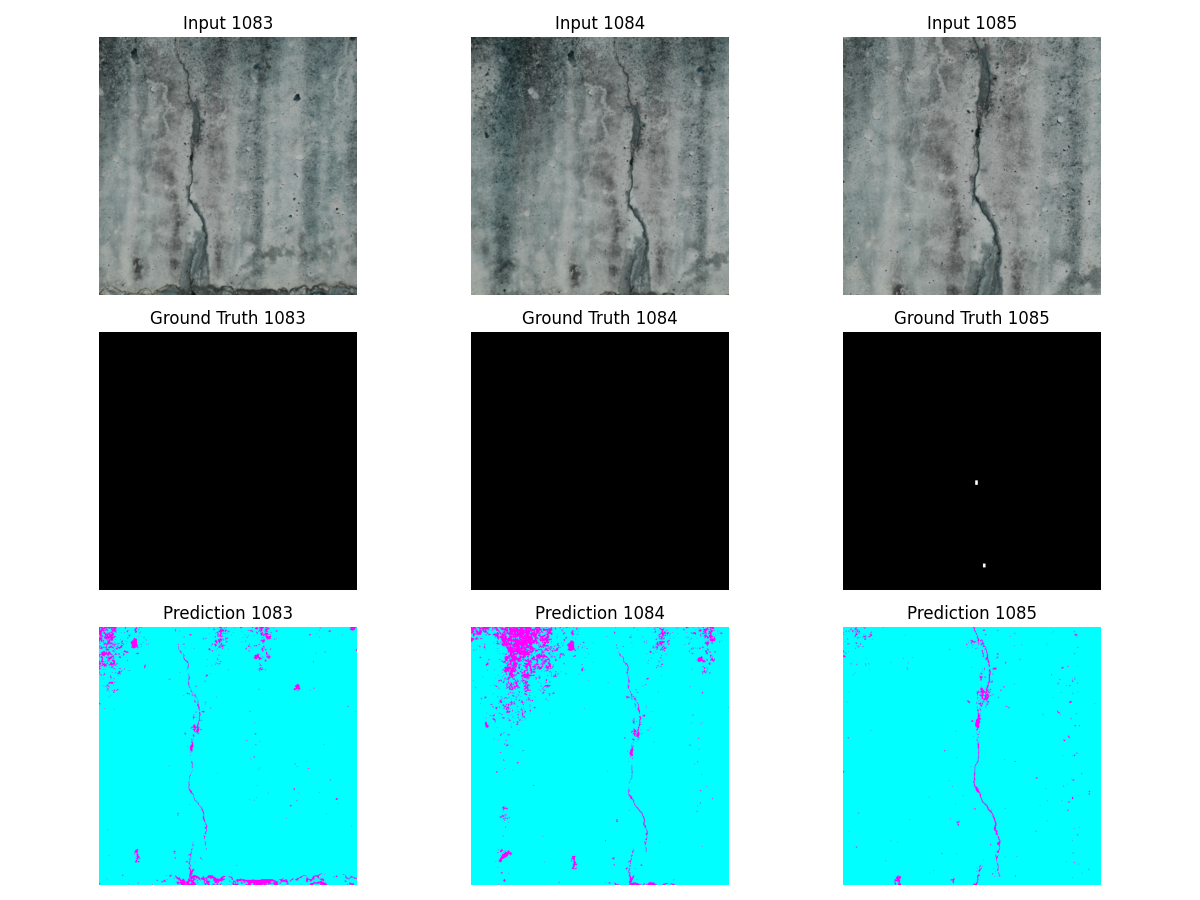 Input 1083
Input 1084
Input 1085
Ground Truth 1083
Ground Truth 1084
Ground Truth 1085
Prediction 1083
Prediction 1084
Prediction 1085